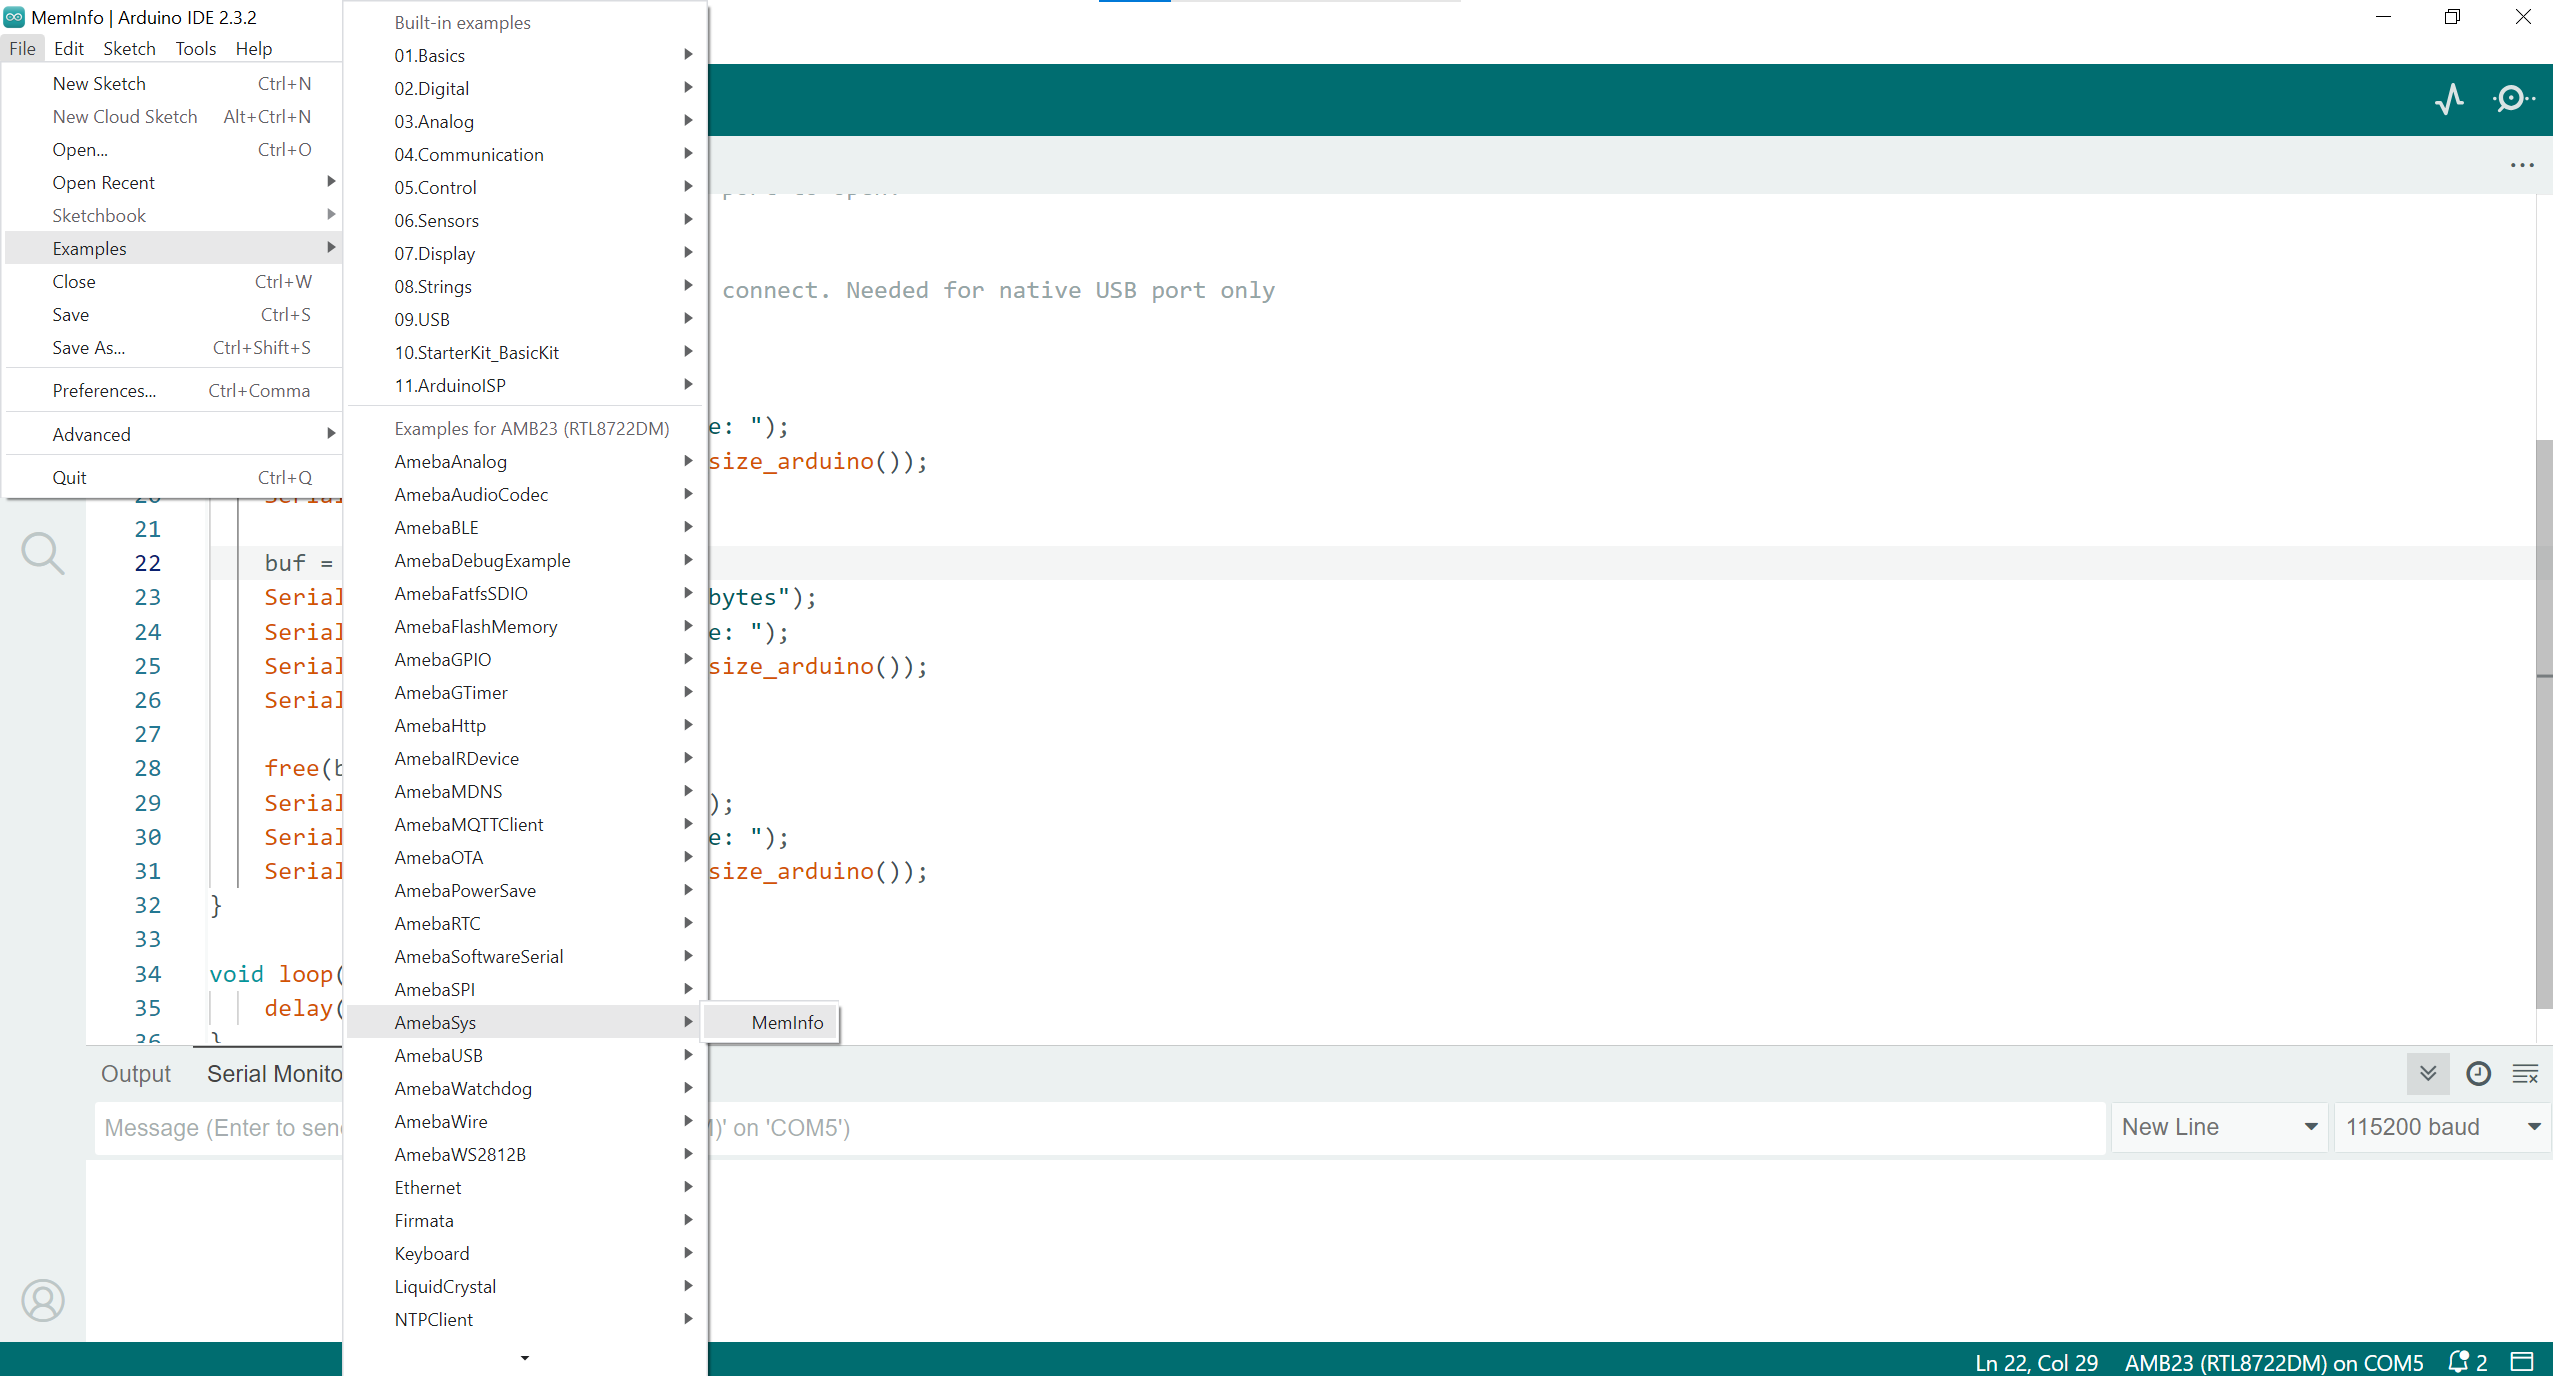 MemInfo | Arduino IDE 2.3.2
File Edit Sketch Tools Help
New Sketch Ctrl+N
New Cloud Sketch Alt+Ctrl+N
Open... Ctrl+O
Open Recent
Sketchbook
Examples
Close Ctrl+W
Save Ctrl+S
Save As... Ctrl+Shift+S
Preferences... Ctrl+Comma
Advanced
Quit Ctrl+Q
Built-in examples
01.Basics
02.Digital
03.Analog
04.Communication
05.Control
06.Sensors
07.Display
08.Strings
09.USB
10.StarterKit_BasicKit
11.ArduinoISP
Examples for AMB23 (RTL8722DM)
AmebaAnalog
AmebaAudioCodec
AmebaBLE
AmebaDebugExample
AmebaFatfsSDIO
AmebaFlashMemory
AmebaGPIO
AmebaGTimer
AmebaHttp
AmebaIRDevice
AmebaMDNS
AmebaMQTTClient
AmebaOTA
AmebaPowerSave
AmebaRTC
AmebaSoftwareSerial
AmebaSPI
AmebaSys
AmebaUSB
AmebaWatchdog
AmebaWire
AmebaWS2812B
Ethernet
Firmata
Keyboard
LiquidCrystal
NTPClient
MemInfo
connect. Needed for native USB port only
e: ");
size_arduino());
21
22 buf =
23 Serial bytes");
24 Serial e: ");
25 Serial size_arduino());
26 Serial
27
28 free(b
29 Serial );
30 Serial e: ");
31 Serial size_arduino());
32 }
33
34 void loop(
35 delay(
36 }
Output Serial Monito
Message (Enter to sen )' on 'COM5')
New Line
115200 baud
Ln 22, Col 29 AMB23 (RTL8722DM) on COM5 2